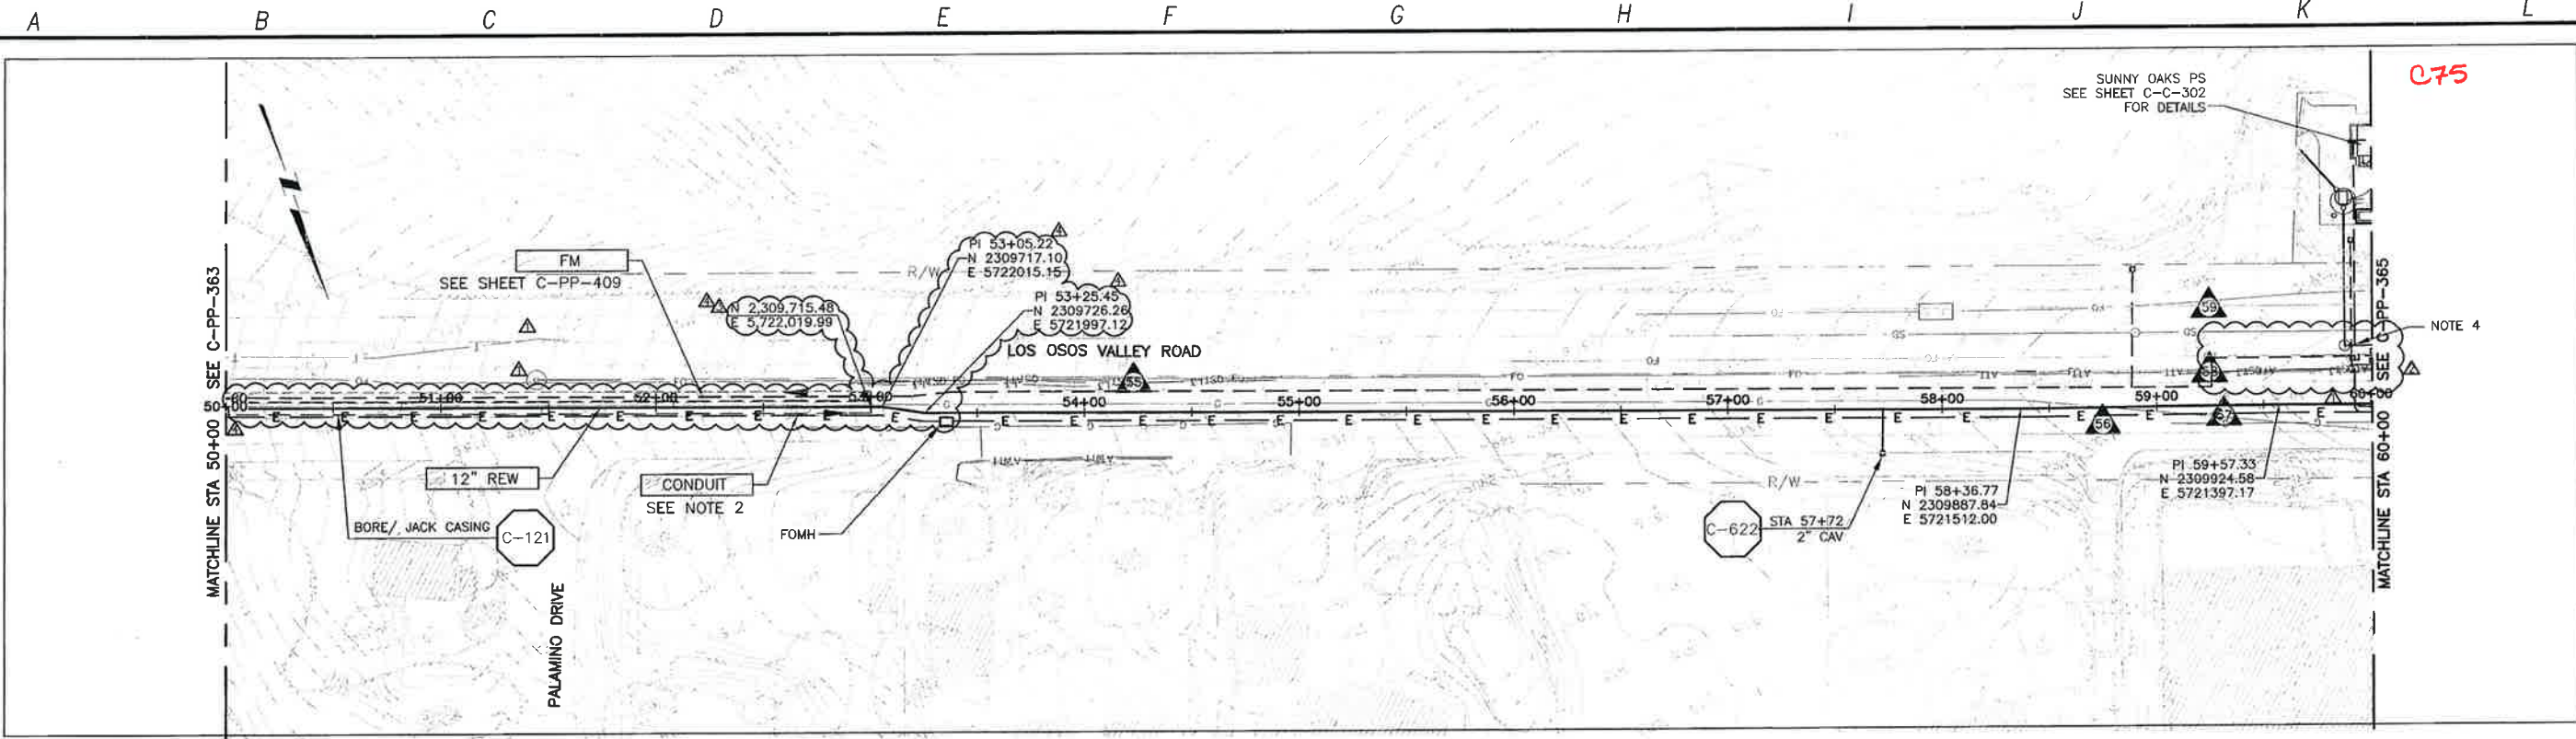 A B C D E F G H I J K L
C75
SUNNY OAKS PS
SEE SHEET C-C-302
FOR DETAILS
MATCHLINE STA 50+00 SEE C-PP-363
FM
SEE SHEET C-PP-409
R/W
PI 53+05.22
N 2309717.10
E 5722015.15
N 2,309,715.48
E 5,722,019.99
PI 53+25.45
N 2309726.26
E 5721997.12
LOS OSOS VALLEY ROAD
55
59
NOTE 4
50+00 51+00 52+00 53+00 54+00 55+00 56+00 57+00 58+00 59+00 60+00
E E E E E E E E E E E E E E E E E E E E E E E E E E E
56
57
12" REW
CONDUIT
SEE NOTE 2
BORE/ JACK CASING
C-121
FOMH
PALAMINO DRIVE
R/W
C-622
STA 57+72
2" CAV
PI 58+36.77
N 2309887.84
E 5721512.00
PI 59+57.33
N 2309924.58
E 5721397.17
MATCHLINE STA 60+00 SEE C-PP-365